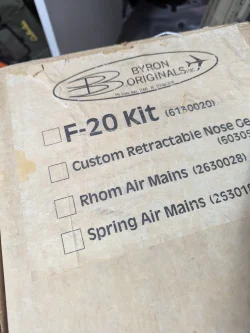 BYRON
ORIGINALS
F-20 Kit (6130020)
Custom Retractable Nose Ge
Rhom Air Mains (2630028)
Spring Air Mains